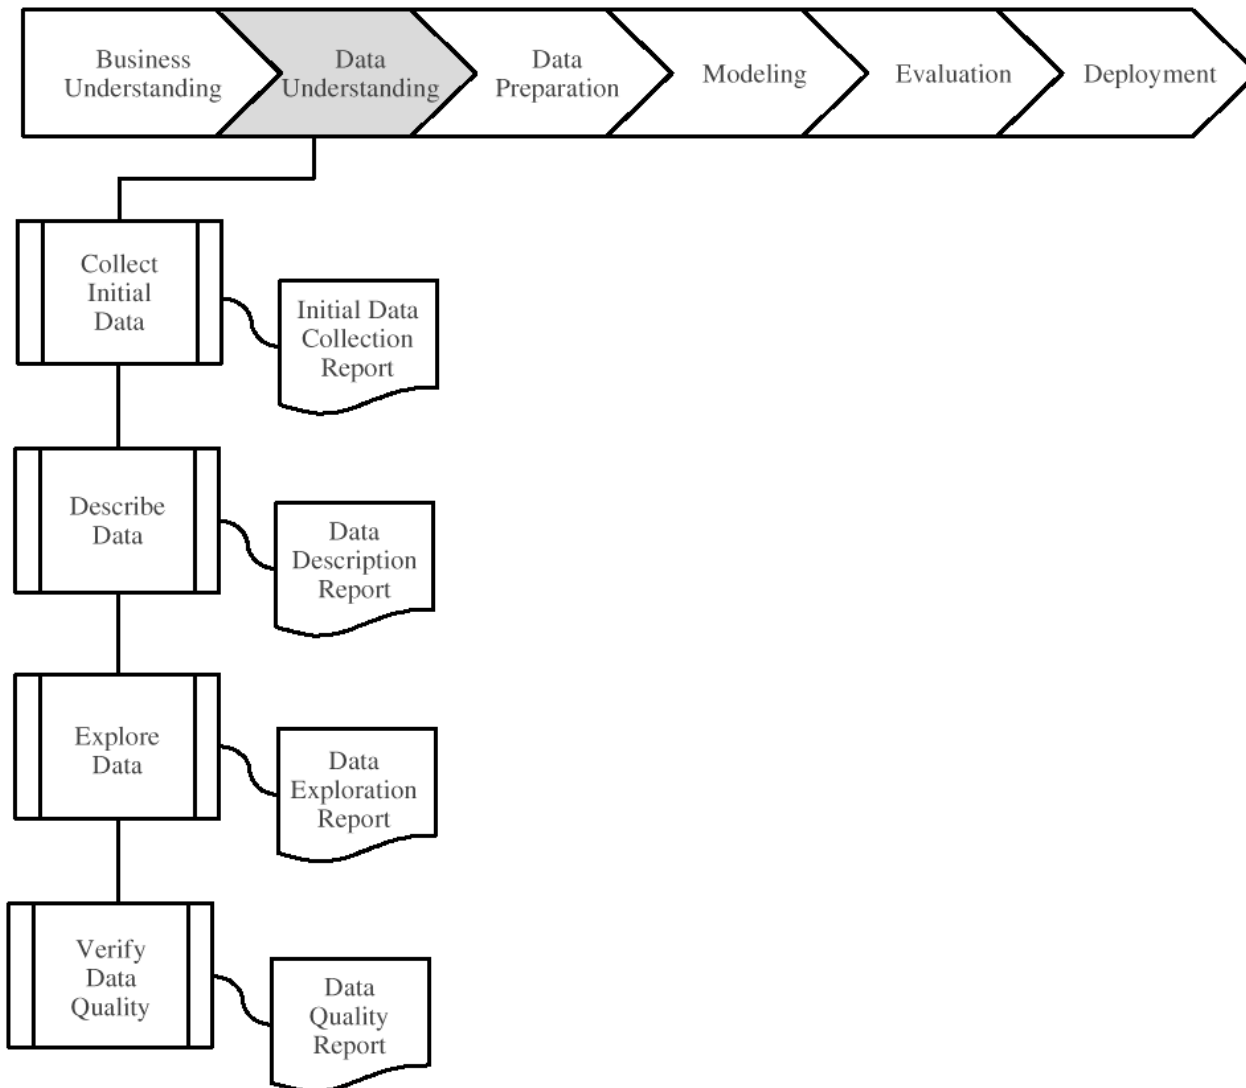 Business
Understanding
Data
Understanding
Data
Preparation
Modeling
Evaluation
Deployment
Collect
Initial
Data
Initial Data
Collection
Report
Describe
Data
Data
Description
Report
Explore
Data
Data
Exploration
Report
Verify
Data
Quality
Data
Quality
Report